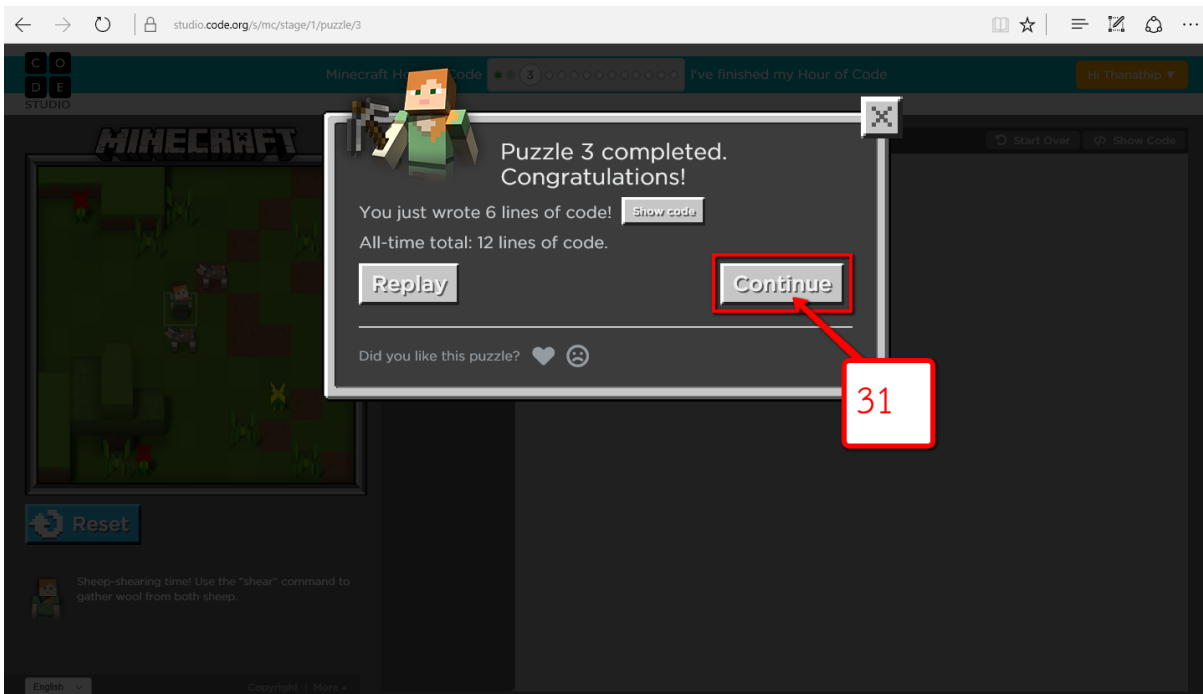 studio.code.org/s/mc/stage/1/puzzle/3
C O
D E
STUDIO
Minecraft H Code 3 I've finished my Hour of Code
Hi Thanathip ▼
MINECRAFT
Start Over </> Show Code
Puzzle 3 completed.
Congratulations!
You just wrote 6 lines of code! Show code
All-time total: 12 lines of code.
Replay Continue
Did you like this puzzle?
31
Reset
Sheep-shearing time! Use the "shear" command to
gather wool from both sheep.
English Copyright | More